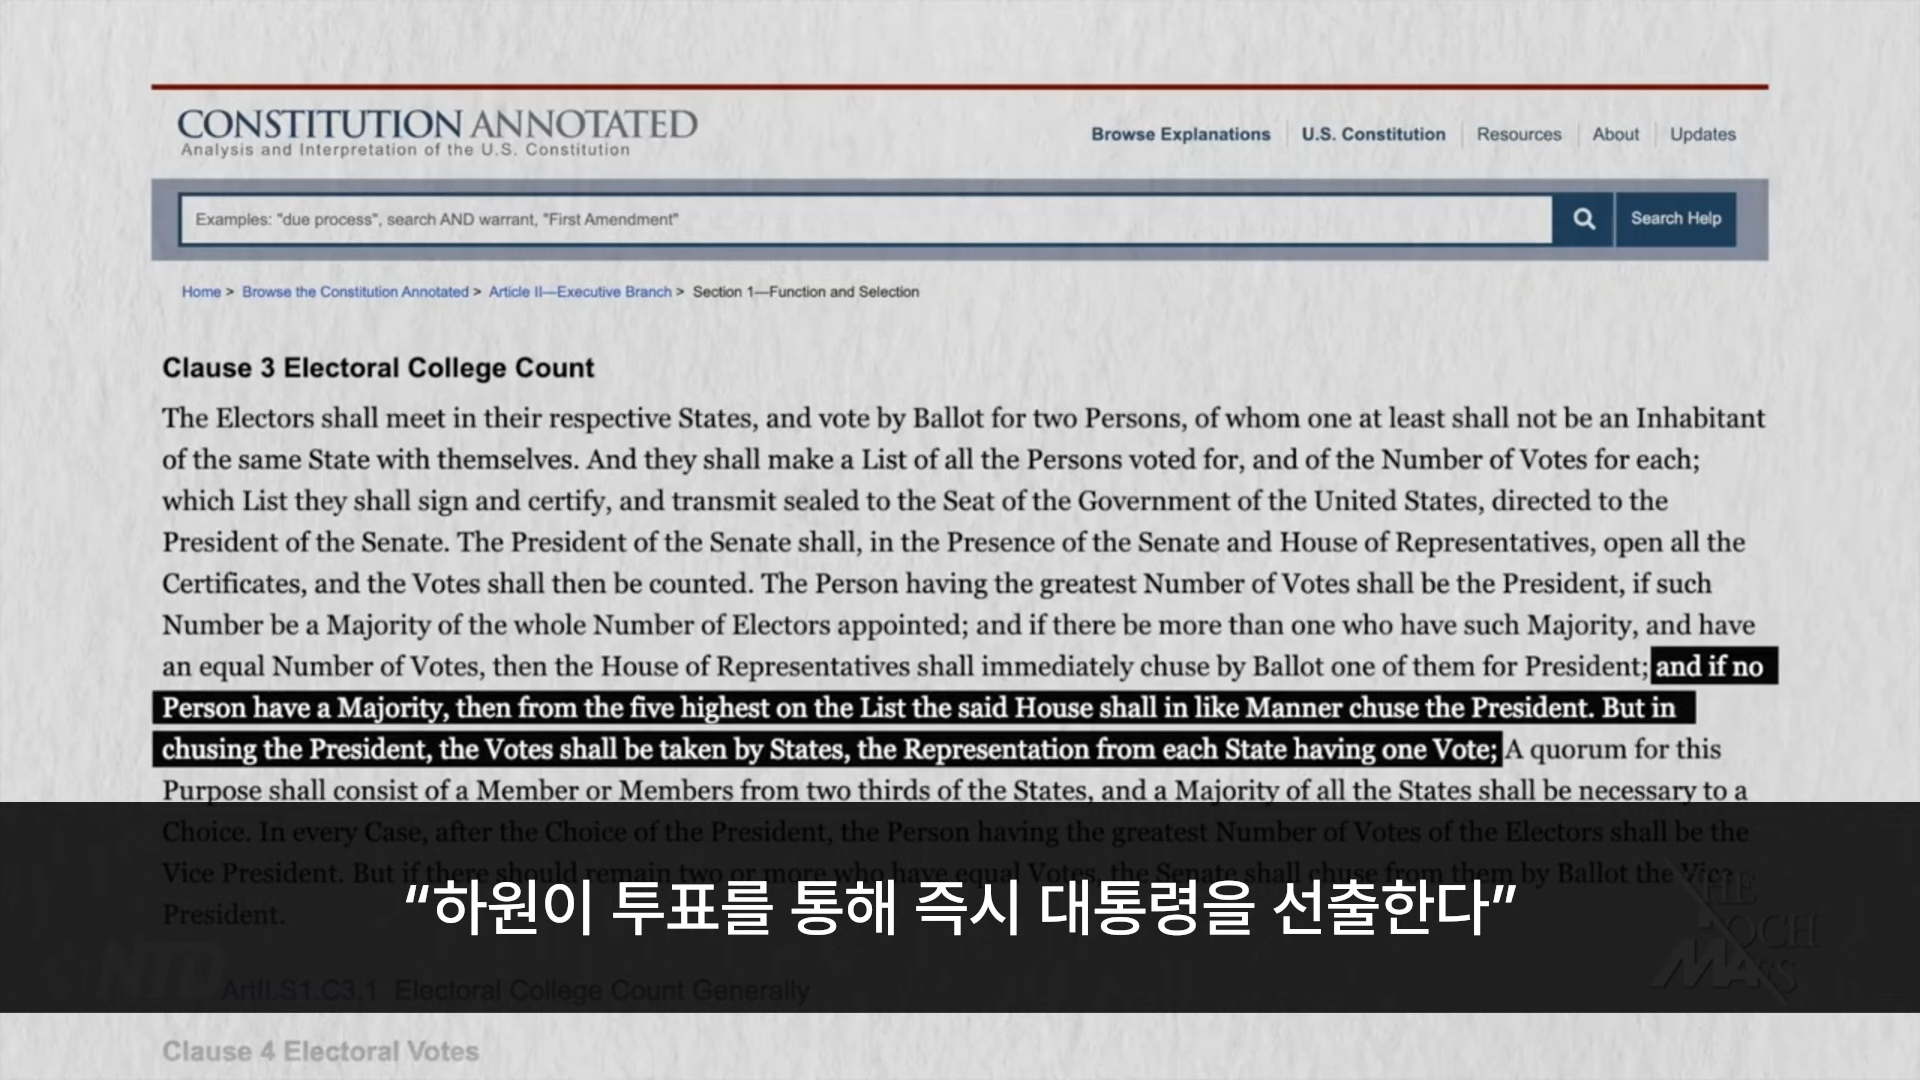 CONSTITUTION ANNOTATED
Analysis and Interpretation of the U.S. Constitution
Browse Explanations
U.S. Constitution
Resources
About
Updates
Examples: "due process", search AND warrant, "First Amendment"
Search Help
Home > Browse the Constitution Annotated > Article II—Executive Branch > Section 1—Function and Selection
Clause 3 Electoral College Count
The Electors shall meet in their respective States, and vote by Ballot for two Persons, of whom one at least shall not be an Inhabitant
of the same State with themselves. And they shall make a List of all the Persons voted for, and of the Number of Votes for each;
which List they shall sign and certify, and transmit sealed to the Seat of the Government of the United States, directed to the
President of the Senate. The President of the Senate shall, in the Presence of the Senate and House of Representatives, open all the
Certificates, and the Votes shall then be counted. The Person having the greatest Number of Votes shall be the President, if such
Number be a Majority of the whole Number of Electors appointed; and if there be more than one who have such Majority, and have
an equal Number of Votes, then the House of Representatives shall immediately chuse by Ballot one of them for President; and if no
Person have a Majority, then from the five highest on the List the said House shall in like Manner chuse the President. But in
chusing the President, the Votes shall be taken by States, the Representation from each State having one Vote; A quorum for this
Purpose shall consist of a Member or Members from two thirds of the States, and a Majority of all the States shall be necessary to a
Choice. In every Case, after the Choice of the President, the Person having the greatest Number of Votes of the Electors shall be the
Vice President. But if there should remain two or more who have equal Votes, the Senate shall chuse from them by Ballot the Vice
President.
“하원이 투표를 통해 즉시 대통령을 선출한다”
NTD
ArtII.S1.C3.1 Electoral College Count Generally
Clause 4 Electoral Votes